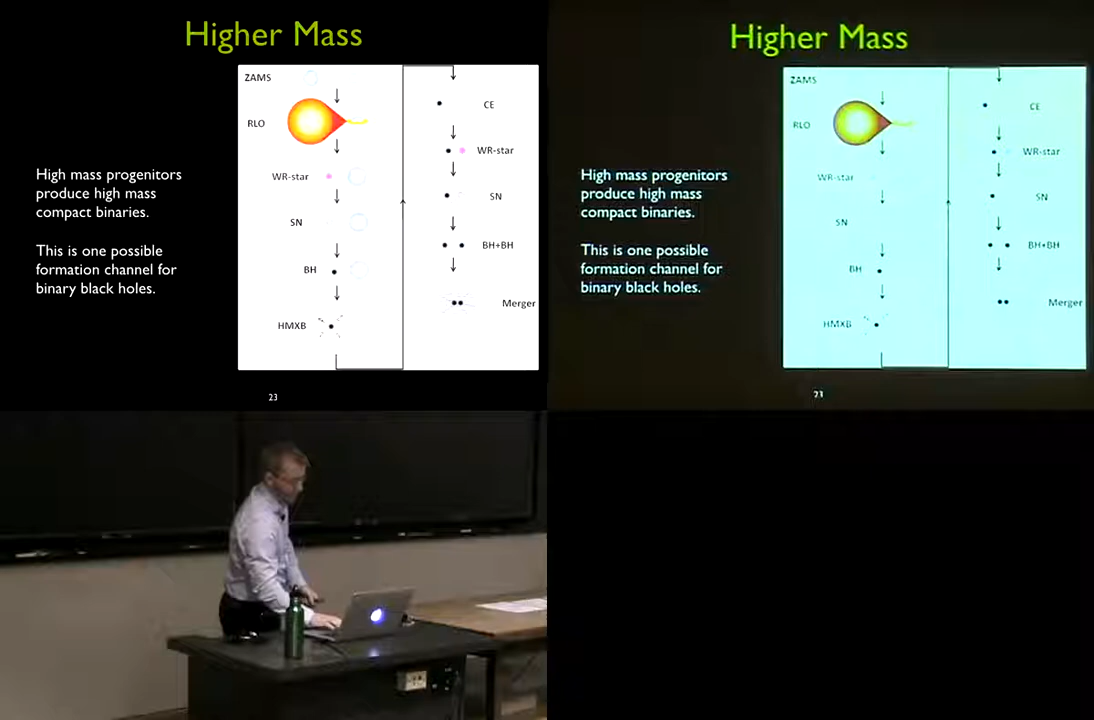 Higher Mass
High mass progenitors
produce high mass
compact binaries.
This is one possible
formation channel for
binary black holes.
ZAMS
RLO
WR-star
SN
BH
HMXB
CE
WR-star
SN
BH+BH
Merger
23
Higher Mass
High mass progenitors
produce high mass
compact binaries.
This is one possible
formation channel for
binary black holes.
ZAMS
RLO
WR-star
SN
BH
HMXB
CE
WR-star
SN
BH+BH
Merger
23